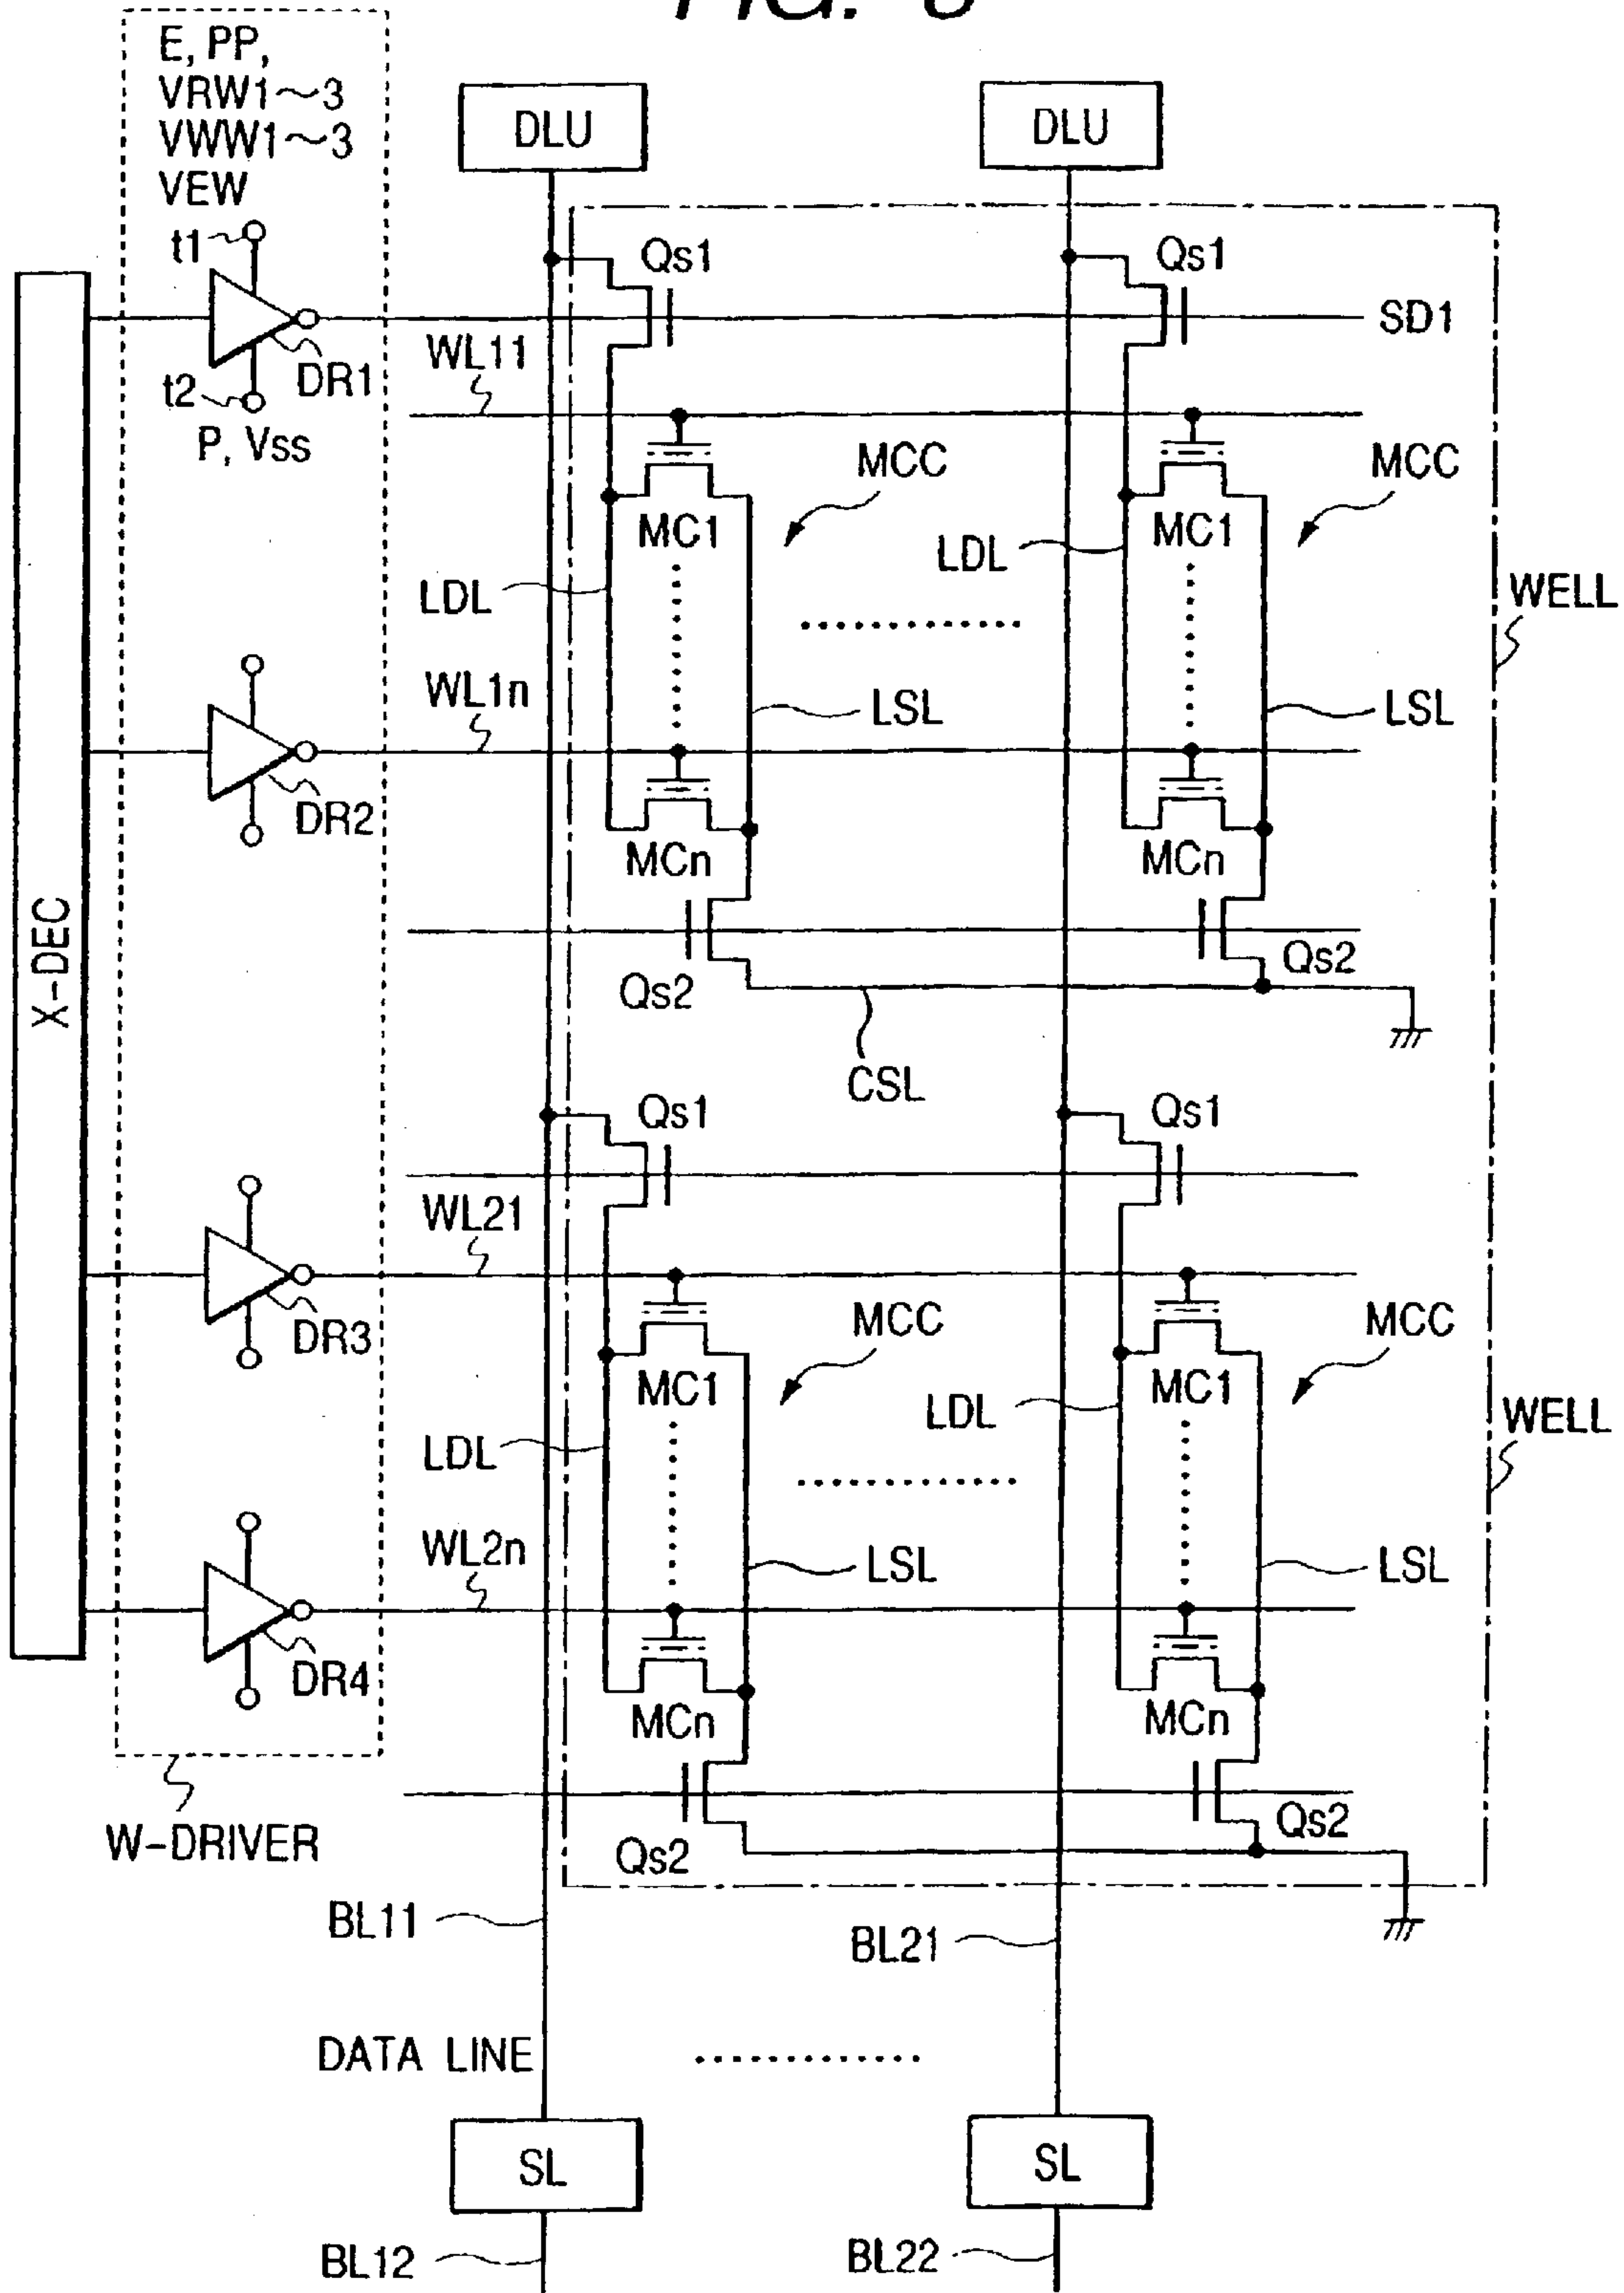 FIG.
E, PP,
VRW1~3
VWW1~3
VEW
DLU
DLU
t1
Qs1
Qs1
SD1
DR1
WL11
t2
P, Vss
MCC
MCC
MC1
MC1
LDL
LDL
WELL
WL1n
LSL
LSL
DR2
MCn
MCn
X-DEC
Qs2
Qs2
CSL
Qs1
Qs1
WL21
DR3
MCC
MCC
MC1
MC1
LDL
LDL
WELL
WL2n
LSL
LSL
DR4
MCn
MCn
W-DRIVER
Qs2
Qs2
BL11
BL21
DATA LINE
SL
SL
BL12
BL22